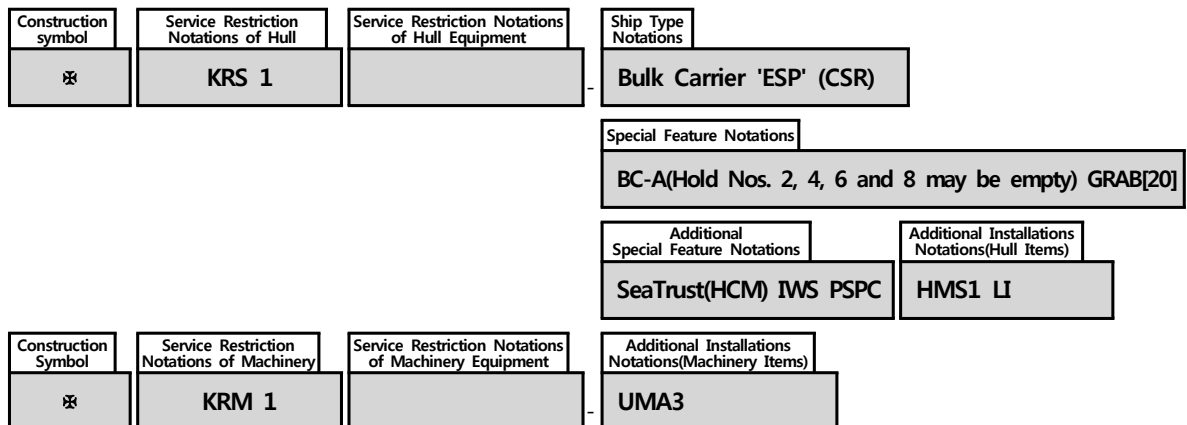 Construction symbol
Service Restriction Notations of Hull
Service Restriction Notations of Hull Equipment
Ship Type Notations
✠
KRS 1
-
Bulk Carrier 'ESP' (CSR)
Special Feature Notations
BC-A(Hold Nos. 2, 4, 6 and 8 may be empty) GRAB[20]
Additional Special Feature Notations
Additional Installations Notations(Hull Items)
SeaTrust(HCM) IWS PSPC
HMS1 LI
Construction Symbol
Service Restriction Notations of Machinery
Service Restriction Notations of Machinery Equipment
Additional Installations Notations(Machinery Items)
✠
KRM 1
-
UMA3